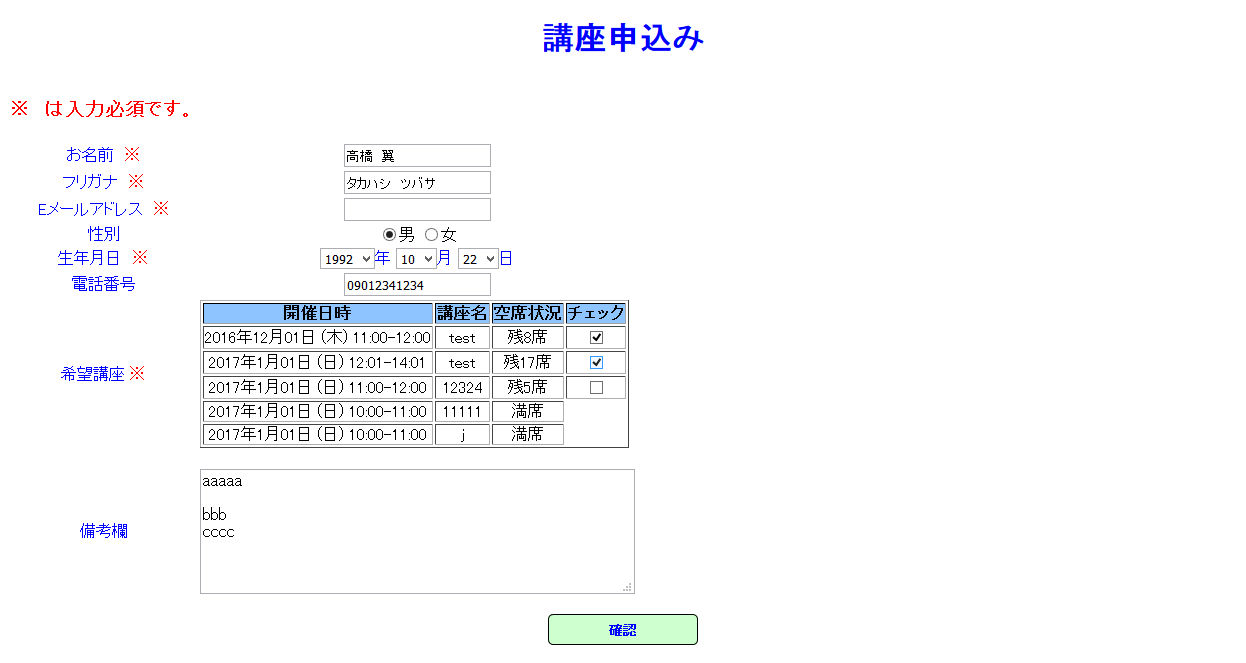 講座申込み
※　は入力必須です。
お名前 ※ 高橋 翼
フリガナ ※ タカハシ ツバサ
Eメールアドレス ※
性別 男 女
生年月日 ※ 1992 年 10 月 22 日
電話番号 09012341234
希望講座 ※
開催日時 講座名 空席状況 チェック
2016年12月01日（木）11:00-12:00 test 残8席
2017年1月01日（日）12:01-14:01 test 残17席
2017年1月01日（日）11:00-12:00 12324 残5席
2017年1月01日（日）10:00-11:00 11111 満席
2017年1月01日（日）10:00-11:00 j 満席
備考欄
aaaaa
bbb
cccc
確認